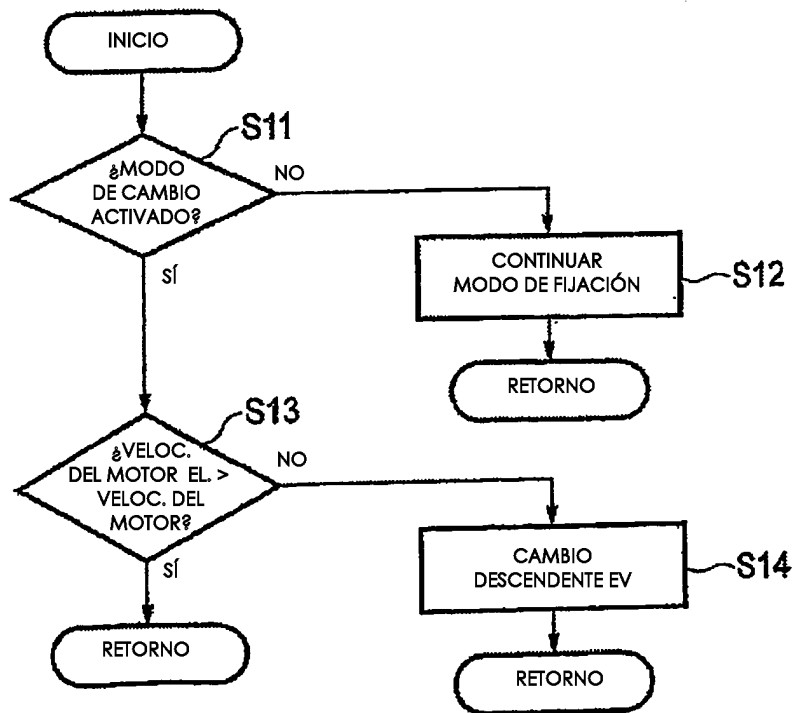 INICIO
S11
¿MODO
DE CAMBIO
ACTIVADO?
NO
SÍ
CONTINUAR
MODO DE FIJACIÓN
S12
RETORNO
S13
¿VELOC.
DEL MOTOR EL. >
VELOC. DEL
MOTOR?
NO
SÍ
CAMBIO
DESCENDENTE EV
S14
RETORNO
RETORNO